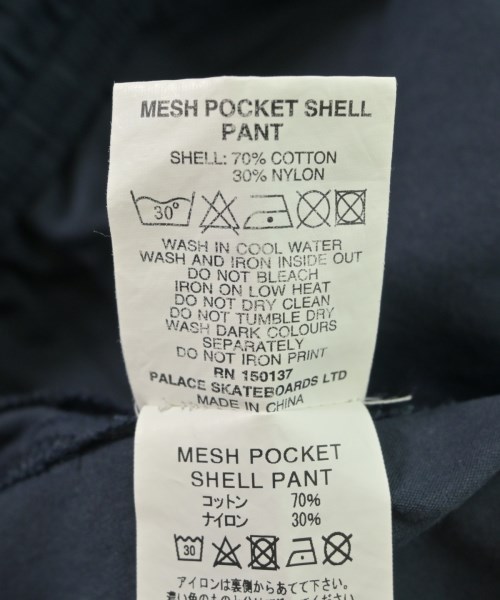 MESH POCKET SHELL
PANT
SHELL: 70% COTTON
30% NYLON
30°
WASH IN COOL WATER
WASH AND IRON INSIDE OUT
DO NOT BLEACH
IRON ON LOW HEAT
DO NOT DRY CLEAN
DO NOT TUMBLE DRY
WASH DARK COLOURS
SEPARATELY
DO NOT IRON PRINT
RN 150137
PALACE SKATEBOARDS LTD
MADE IN CHINA
MESH POCKET
SHELL PANT
コットン 70%
ナイロン 30%
30
アイロンは裏側からあてて下さい。